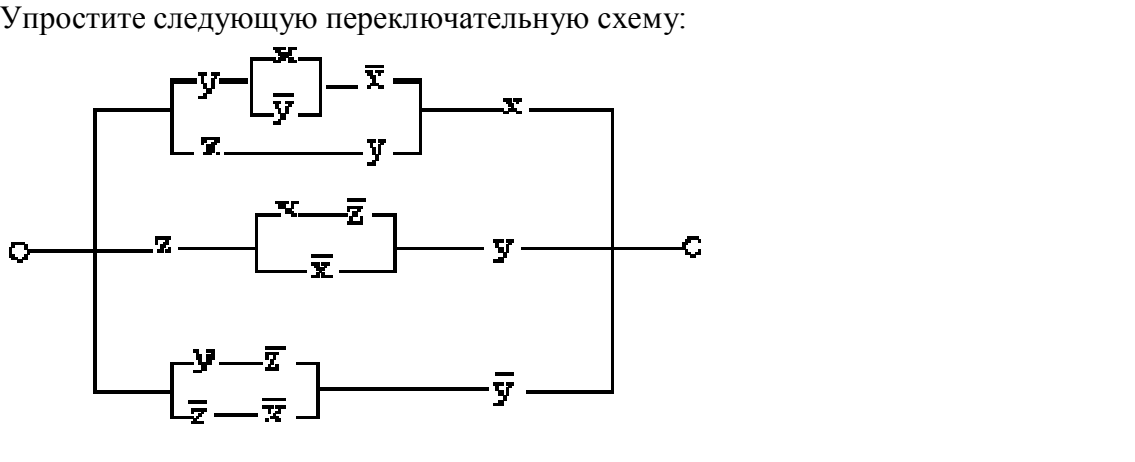 Упростите следующую переключательную схему:
x
y x̅
y̅ x
z y
x z̅
z y
x̅
y z̅
y̅
z̅ x̅